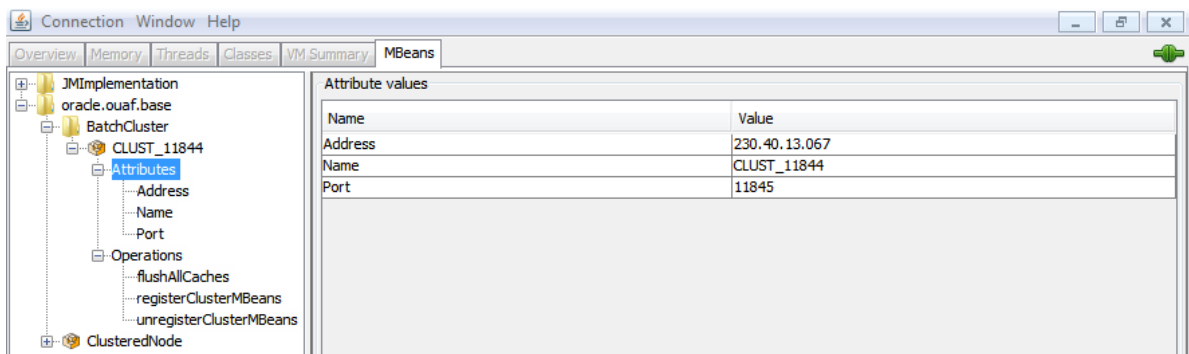 Connection Window Help
Overview Memory Threads Classes VM Summary MBeans
JMImplementation
oracle.ouaf.base
BatchCluster
CLUST_11844
Attributes
Address
Name
Port
Operations
flushAllCaches
registerClusterMBeans
unregisterClusterMBeans
ClusteredNode
Attribute values
Name Value
Address 230.40.13.067
Name CLUST_11844
Port 11845